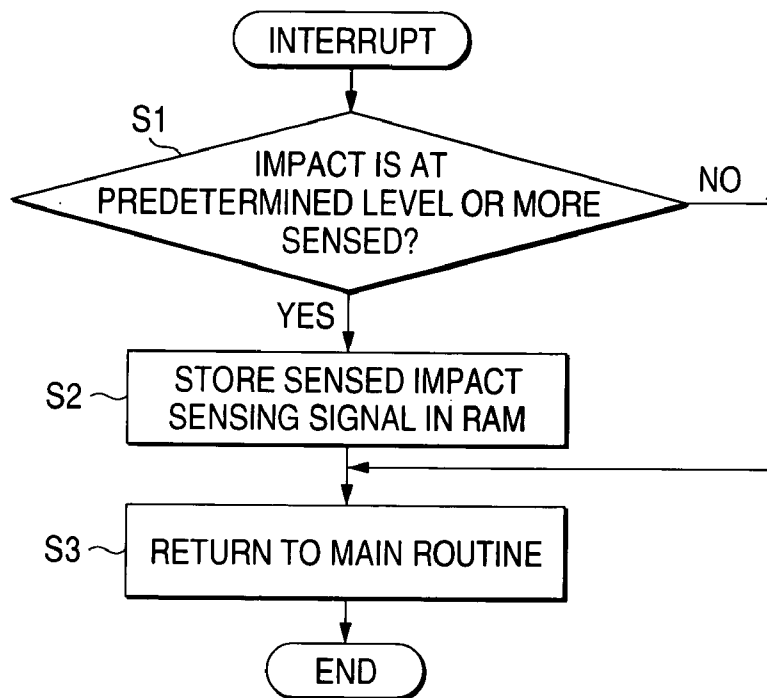 INTERRUPT
S1
IMPACT IS AT
PREDETERMINED LEVEL OR MORE
SENSED?
NO
YES
S2
STORE SENSED IMPACT
SENSING SIGNAL IN RAM
S3
RETURN TO MAIN ROUTINE
END